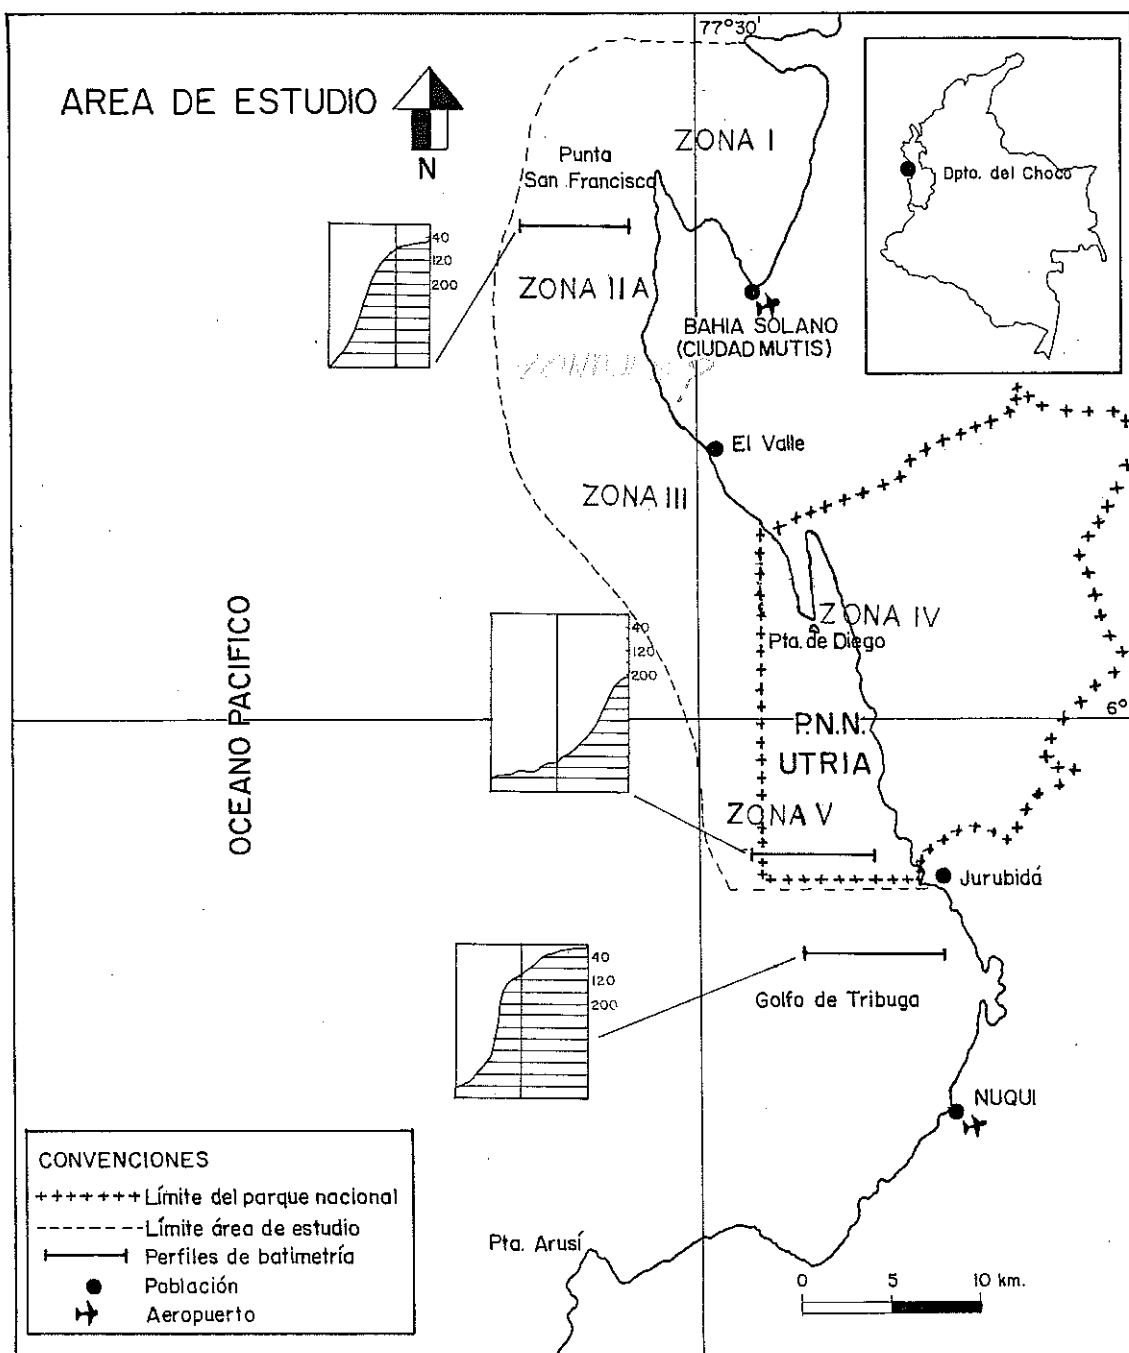 77°30'
AREA DE ESTUDIO
N
ZONA I
Punta
San Francisco
Dpto. del Choco
40
120
200
ZONA IIA
BAHIA SOLANO
(CIUDAD MUTIS)
El Valle
ZONA III
OCEANO PACIFICO
40
120
200
ZONA IV
Pta. de Diego
6°
P.N.N.
UTRIA
ZONA V
Jurubidá
40
120
200
Golfo de Tribuga
NUQUI
CONVENCIONES
Límite del parque nacional
Límite área de estudio
Perfiles de batimetría
Población
Aeropuerto
Pta. Arusí
0 5 10 km.